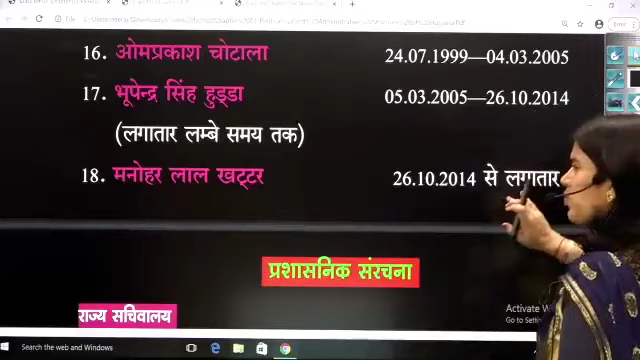 16. ओमप्रकाश चोटाला 24.07.1999—04.03.2005
17. भूपेन्द्र सिंह हुड्डा 05.03.2005—26.10.2014
(लगातार लम्बे समय तक)
18. मनोहर लाल खट्टर 26.10.2014 से लगातार
प्रशासनिक संरचना
राज्य सचिवालय
Activate
Go to
Search the web and Windows